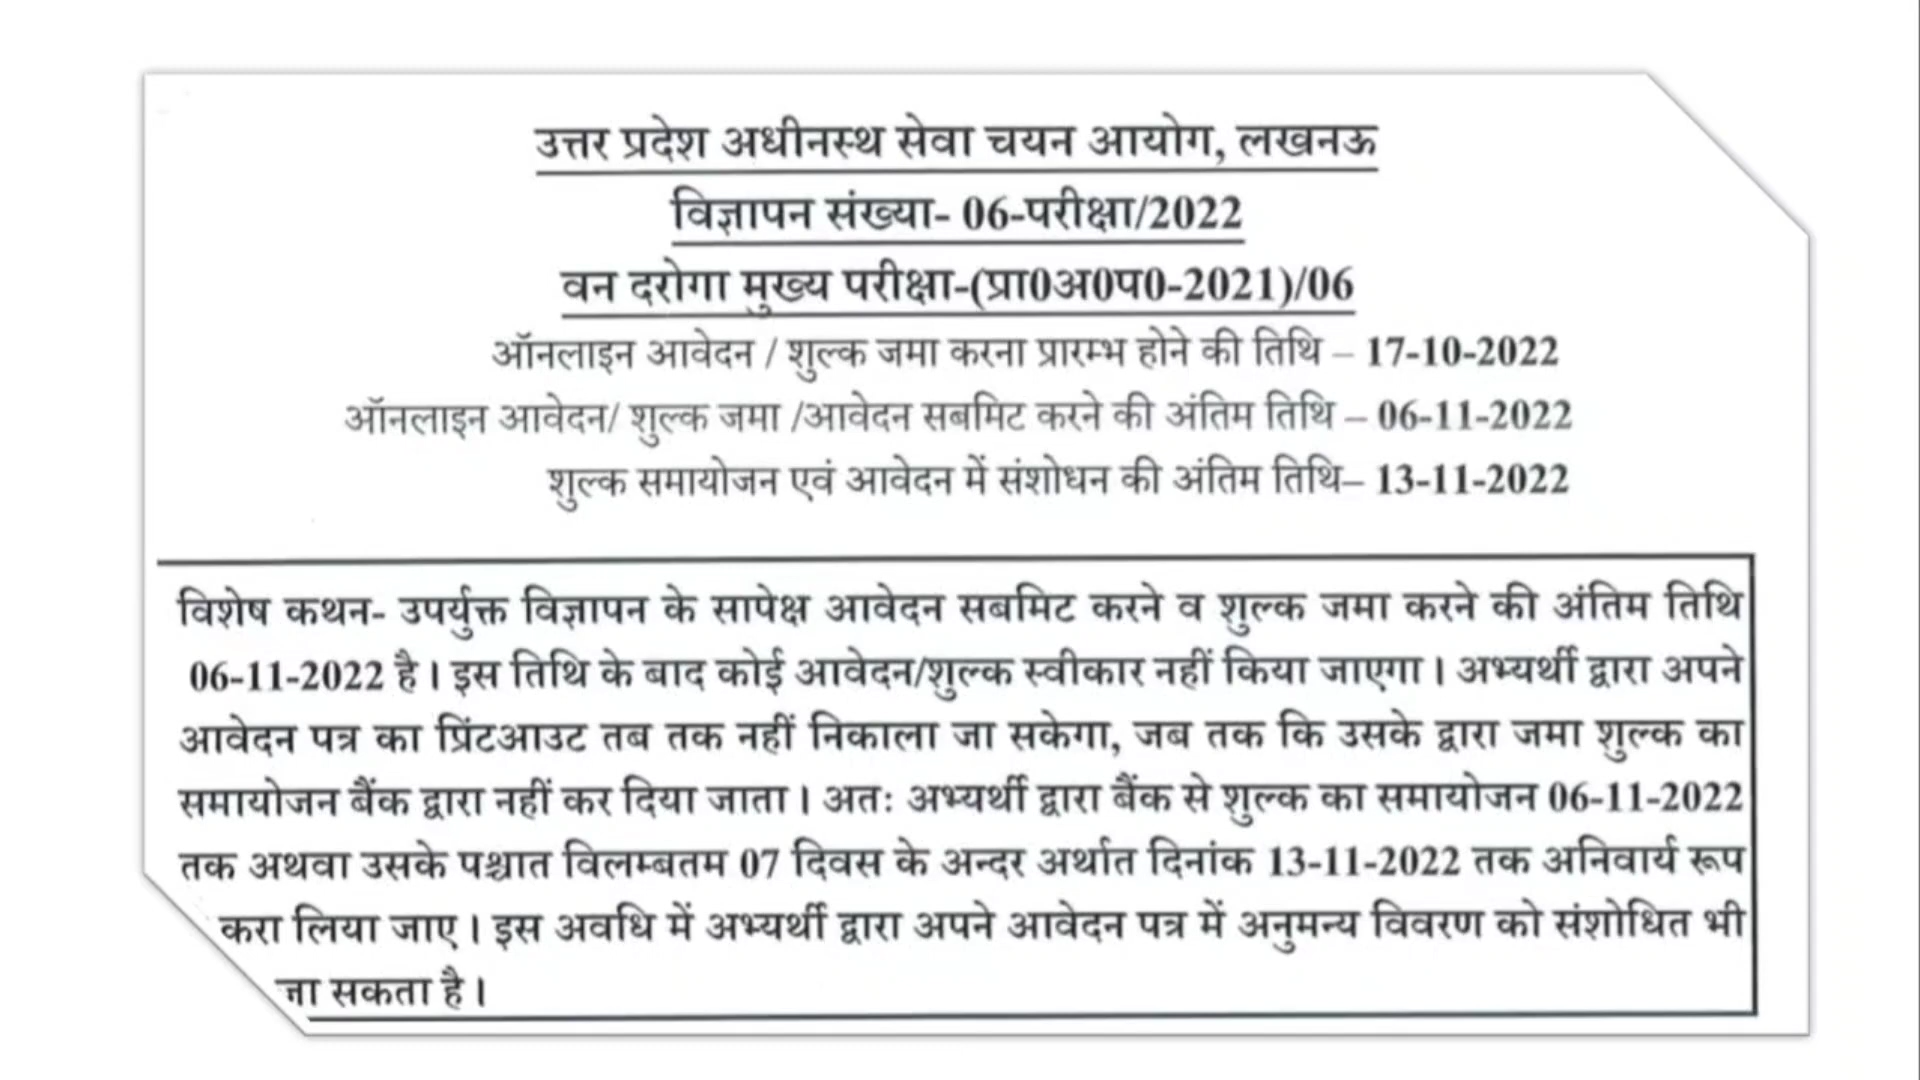 उत्तर प्रदेश अधीनस्थ सेवा चयन आयोग, लखनऊ
विज्ञापन संख्या- 06-परीक्षा/2022
वन दरोगा मुख्य परीक्षा-(प्रा0अ0प0-2021)/06
ऑनलाइन आवेदन / शुल्क जमा करना प्रारम्भ होने की तिथि – 17-10-2022
ऑनलाइन आवेदन/ शुल्क जमा /आवेदन सबमिट करने की अंतिम तिथि – 06-11-2022
शुल्क समायोजन एवं आवेदन में संशोधन की अंतिम तिथि– 13-11-2022
विशेष कथन- उपर्युक्त विज्ञापन के सापेक्ष आवेदन सबमिट करने व शुल्क जमा करने की अंतिम तिथि
06-11-2022 है। इस तिथि के बाद कोई आवेदन/शुल्क स्वीकार नहीं किया जाएगा। अभ्यर्थी द्वारा अपने
आवेदन पत्र का प्रिंटआउट तब तक नहीं निकाला जा सकेगा, जब तक कि उसके द्वारा जमा शुल्क का
समायोजन बैंक द्वारा नहीं कर दिया जाता। अतः अभ्यर्थी द्वारा बैंक से शुल्क का समायोजन 06-11-2022
तक अथवा उसके पश्चात विलम्बतम 07 दिवस के अन्दर अर्थात दिनांक 13-11-2022 तक अनिवार्य रूप
करा लिया जाए। इस अवधि में अभ्यर्थी द्वारा अपने आवेदन पत्र में अनुमन्य विवरण को संशोधित भी
जा सकता है।